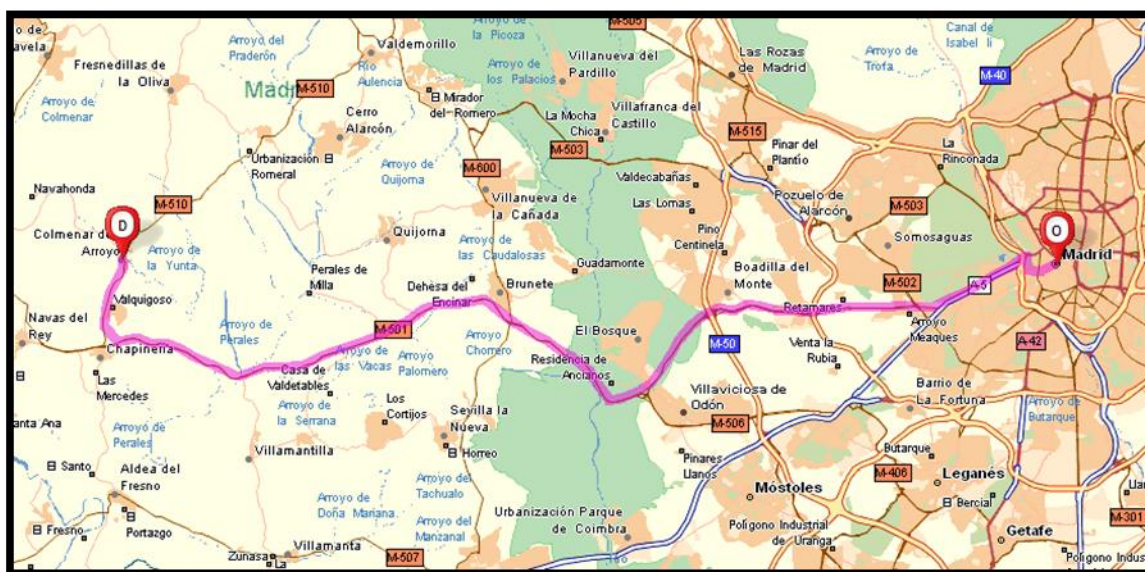 Arroyo del
Praderón
Valdemorillo
Arroyo de
la Picoza
Villanueva del
Pardillo
M-505
Las Rozas
de Madrid
Arroyo de
Trofa
Canal de
Isabel Ii
M-40
Fresnedillas de
la Oliva
Río
Aulencia
Arroyo de
los Palacios
Madrid
M-510
Mirador
del Romero
Villafranca del
Castillo
Arroyo de
Colmenar
Cerro
Alarcón
La Mocha
Chica
M-515
Pinar del
Plantío
La
Rinconada
Urbanización
Romeral
Arroyo de
Quijorna
M-600
M-503
Navahonda
M-510
Villanueva de
la Cañada
Valdecabañas
Las Lomas
Pozuelo de
Alarcón
M-503
Colmenar de
Arroyo
D
Arroyo de
la Yunta
Quijorna
Arroyo de
las Caudalosas
Pino
Centinela
Somosaguas
O
Madrid
Perales de
Milla
Guadamonte
Dehesa del
Encinar
Brunete
Boadilla del
Monte
M-502
A-5
Retamares
Valquigoso
Navas del
Rey
Arroyo de
Perales
M-501
El Bosque
Arroyo
Meaques
Chapinería
Arroyo de
las Vacas
Arroyo
Palomero
Arroyo
Chomero
M-50
Venta la
Rubia
A-42
Las
Mercedes
Casa de
Valdetables
Residencia de
Ancianos
Villaviciosa de
Odón
Barrio de
La Fortuna
Arroyo de
Butarque
Arroyo de
la Serrana
Los
Cortijos
Sevilla la
Nueva
M-506
Arroyo de
Perales
Villamantilla
Horreo
Pinares
Llanos
Butarque
M-406
Leganés
Santo
Aldea del
Fresno
Arroyo del
Tachualo
Móstoles
Bercial
Arroyo de
Doña Mariana
Urbanización Parque
de Coimbra
Fresno
Portazgo
Arroyo del
Manzanal
Polígono Industrial
de Uranga
Getafe
M-301
Zunasa
La
Villamanta
M-507
Polígono Industrial